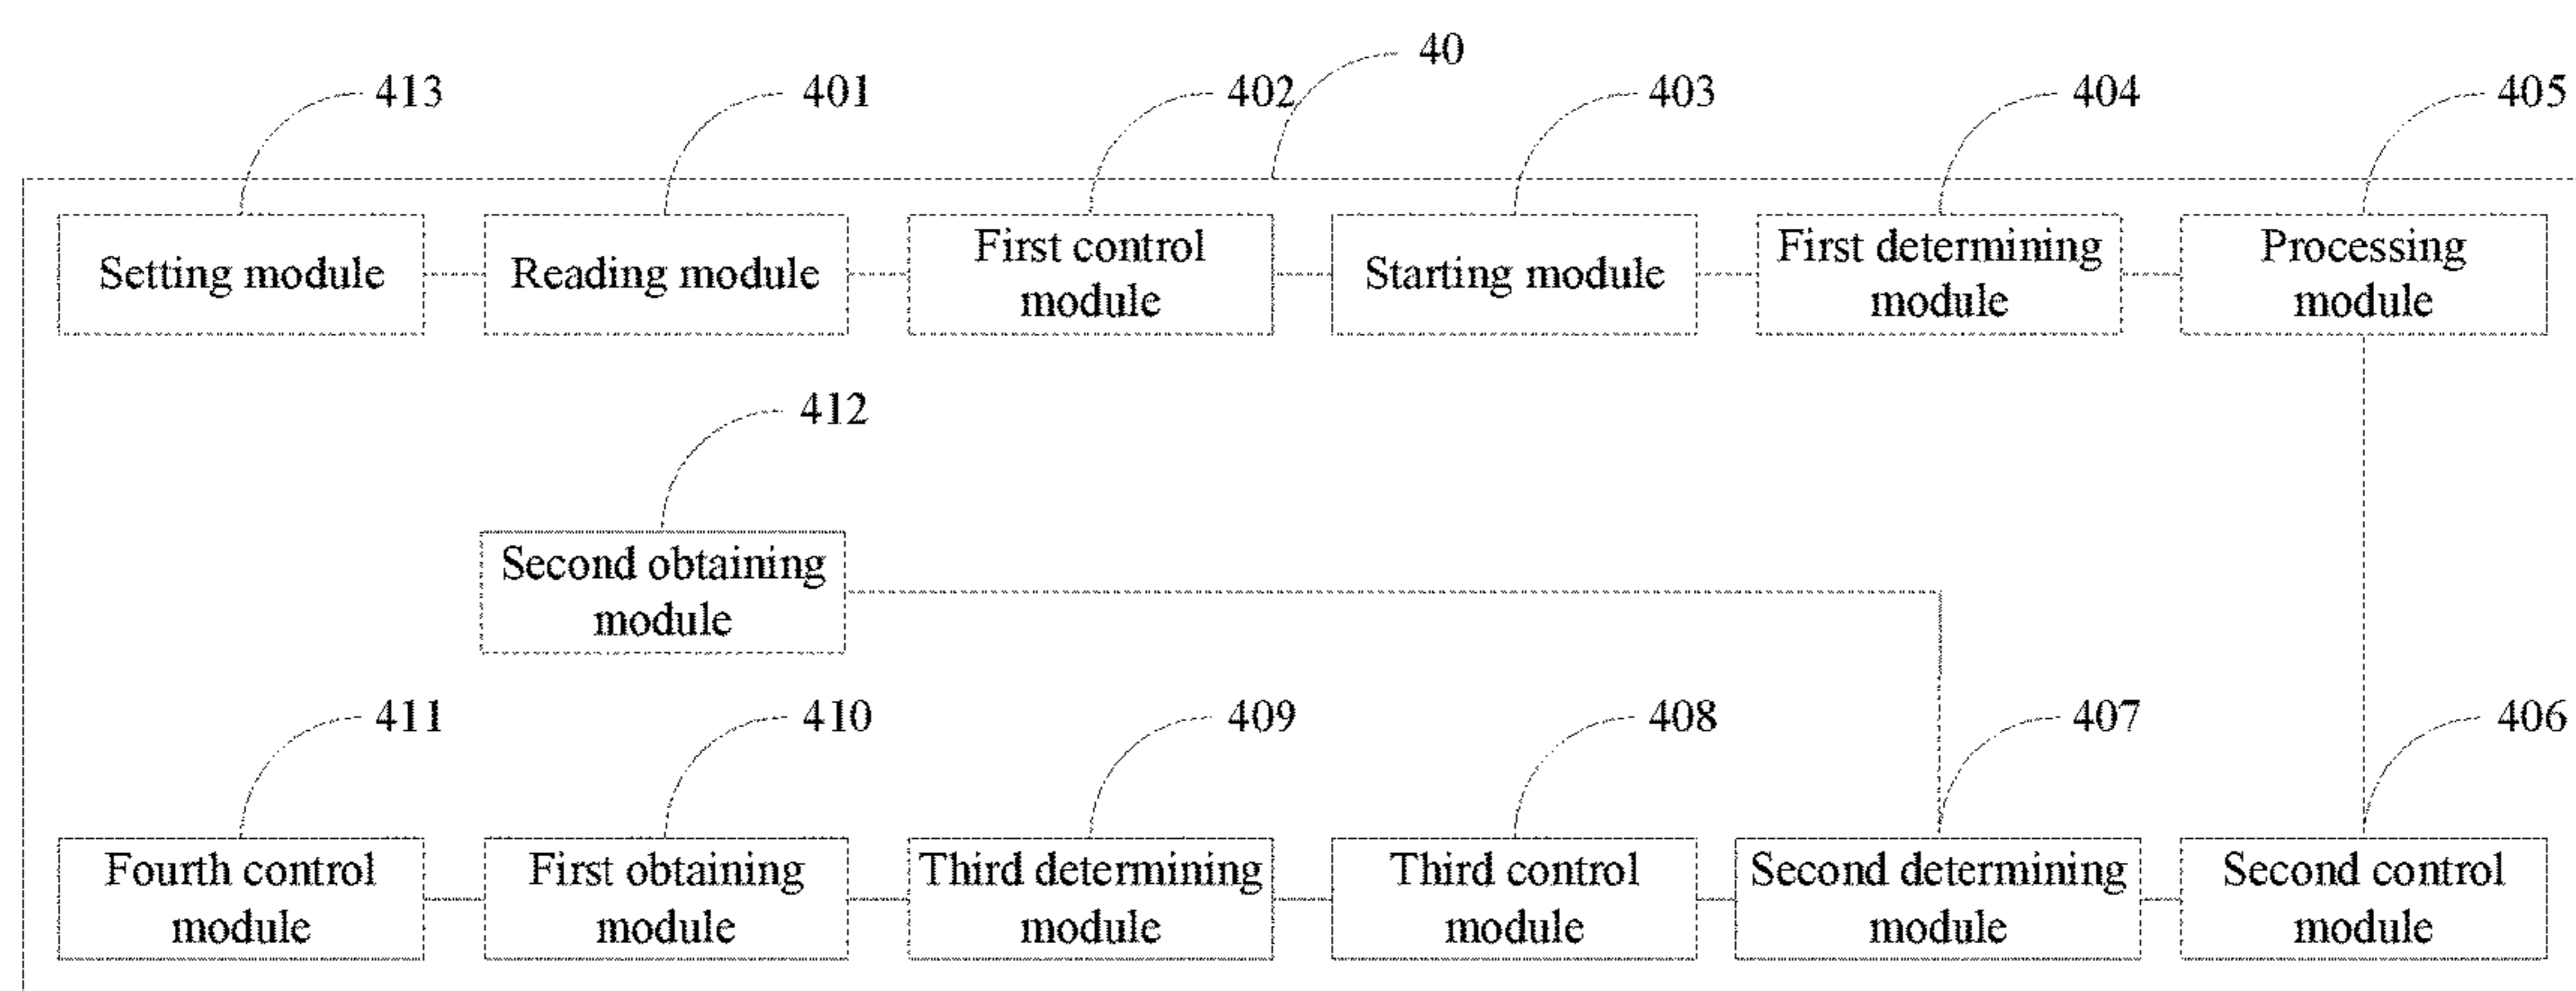 40
413
401
402
403
404
405
Setting module
Reading module
First control
module
Starting module
First determining
module
Processing
module
412
Second obtaining
module
411
410
409
408
407
406
Fourth control
module
First obtaining
module
Third determining
module
Third control
module
Second determining
module
Second control
module